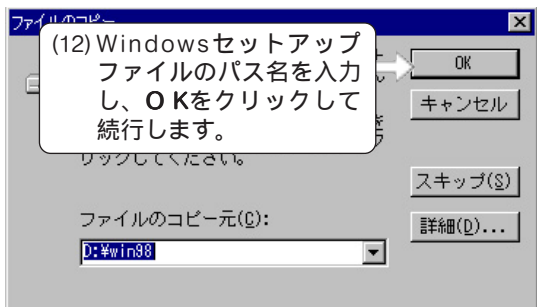 ファイルのコピー
(12) Windowsセットアップ
ファイルのパス名を入力
し、OKをクリックして
続行します。
OK
キャンセル
リックしてください。
スキップ(S)
ファイルのコピー元(C):
詳細(D)...
D:¥win98